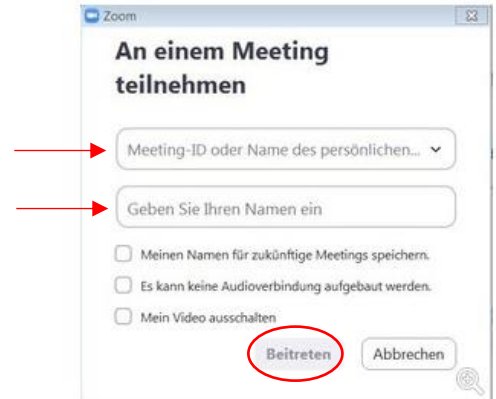 Zoom
An einem Meeting
teilnehmen
Meeting-ID oder Name des persönlichen...
Geben Sie Ihren Namen ein
Meinen Namen für zukünftige Meetings speichern.
Es kann keine Audioverbindung aufgebaut werden.
Mein Video ausschalten
Beitreten Abbrechen